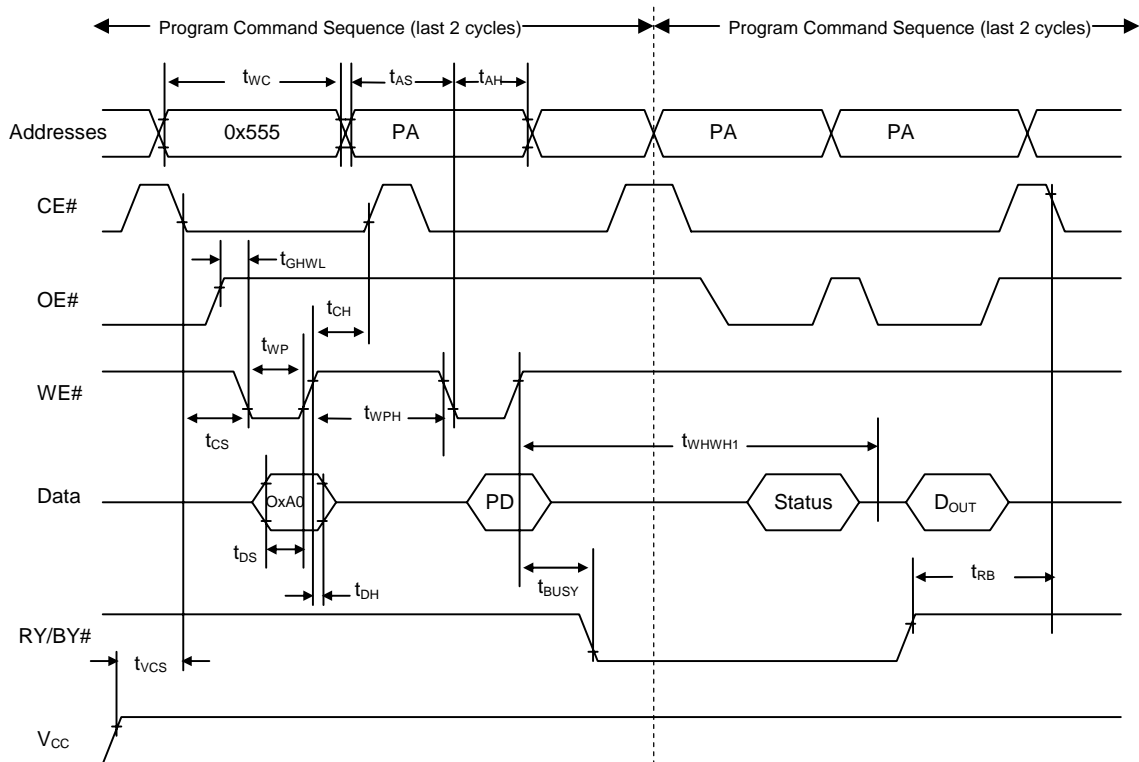 Program Command Sequence (last 2 cycles)
Program Command Sequence (last 2 cycles)
tWC
tAS
tAH
Addresses
0x555
PA
PA
PA
CE#
tGHWL
OE#
tCH
tWP
WE#
tWPH
tCS
tWHWH1
Data
OxA0
PD
Status
DOUT
tDS
tDH
tBUSY
tRB
RY/BY#
tVCS
VCC